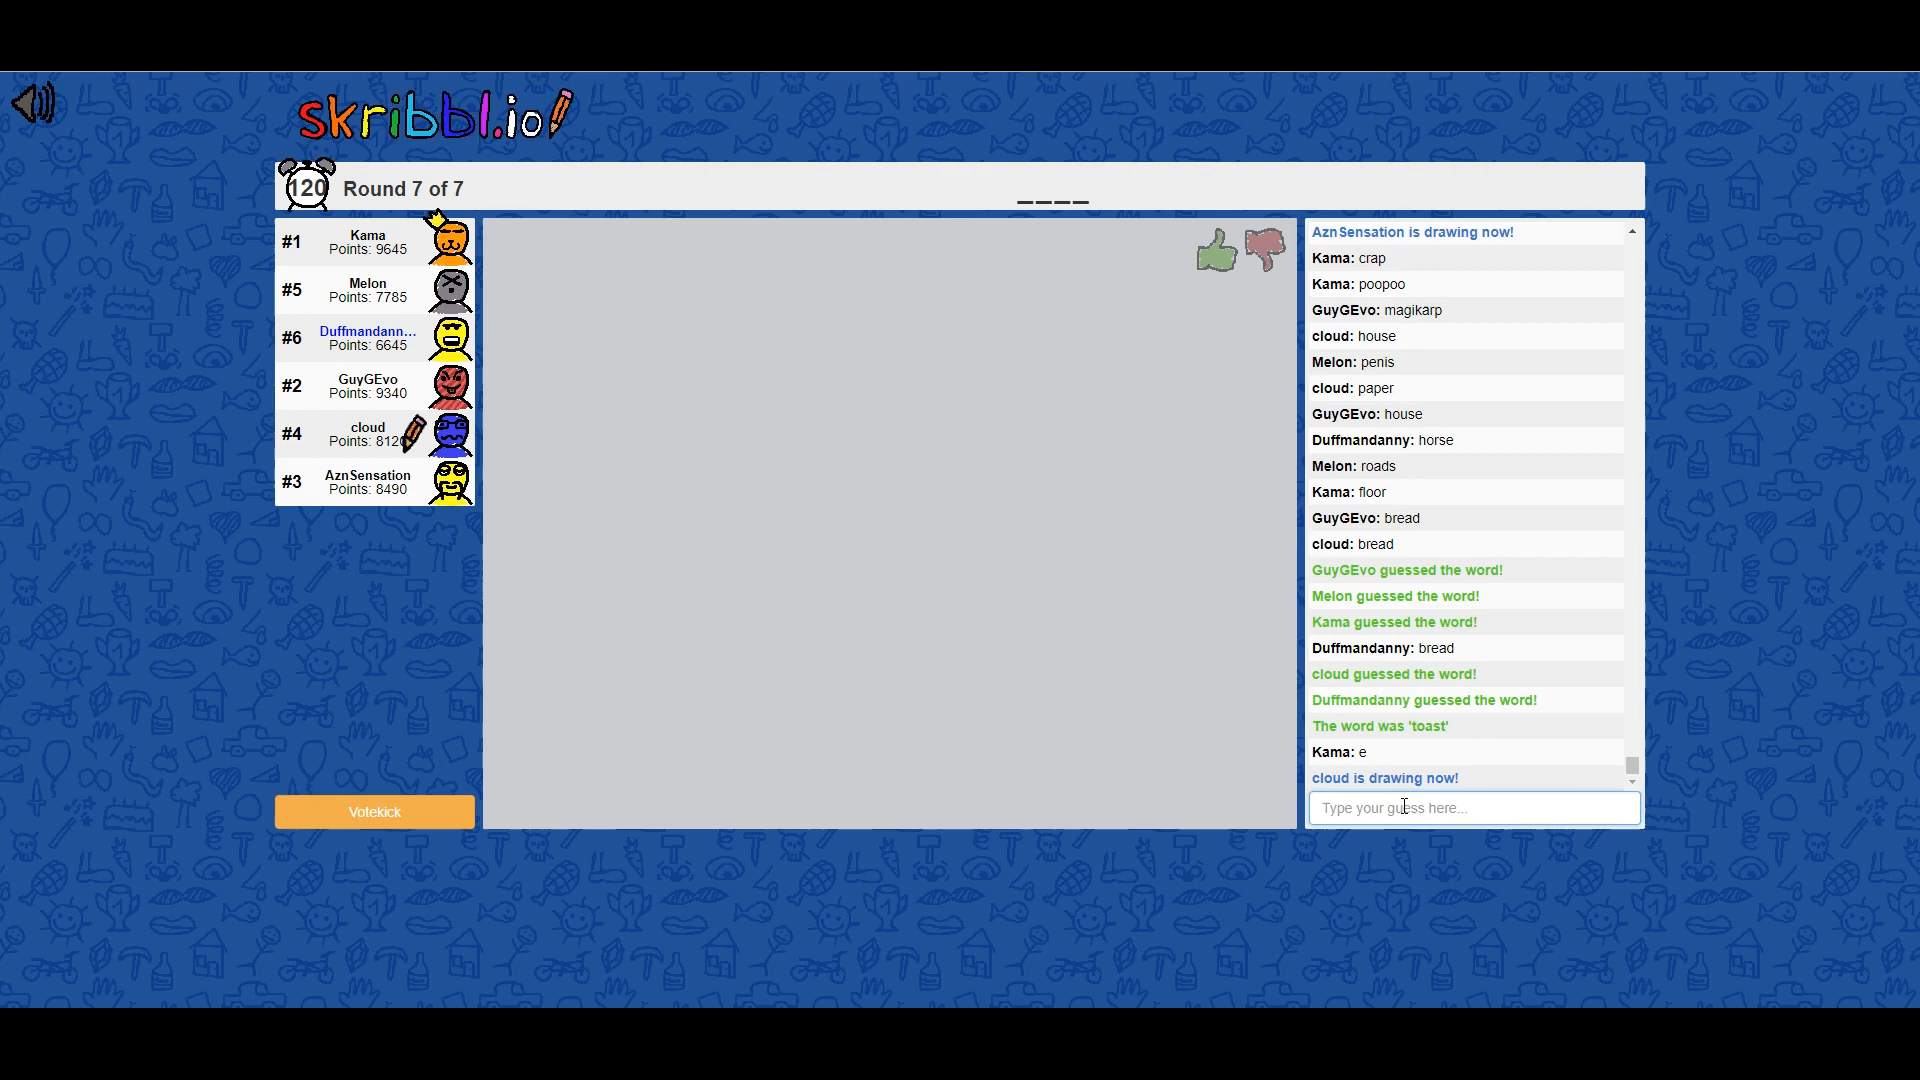 skribbl.io
120 Round 7 of 7
____
#1 Kama
Points: 9645
#5 Melon
Points: 7785
#6 Duffmandann...
Points: 6645
#2 GuyGEvo
Points: 9340
#4 cloud
Points: 8120
#3 AznSensation
Points: 8490
Votekick
AznSensation is drawing now!
Kama: crap
Kama: poopoo
GuyGEvo: magikarp
cloud: house
Melon: penis
cloud: paper
GuyGEvo: house
Duffmandanny: horse
Melon: roads
Kama: floor
GuyGEvo: bread
cloud: bread
GuyGEvo guessed the word!
Melon guessed the word!
Kama guessed the word!
Duffmandanny: bread
cloud guessed the word!
Duffmandanny guessed the word!
The word was 'toast'
Kama: e
cloud is drawing now!
Type your guess here...